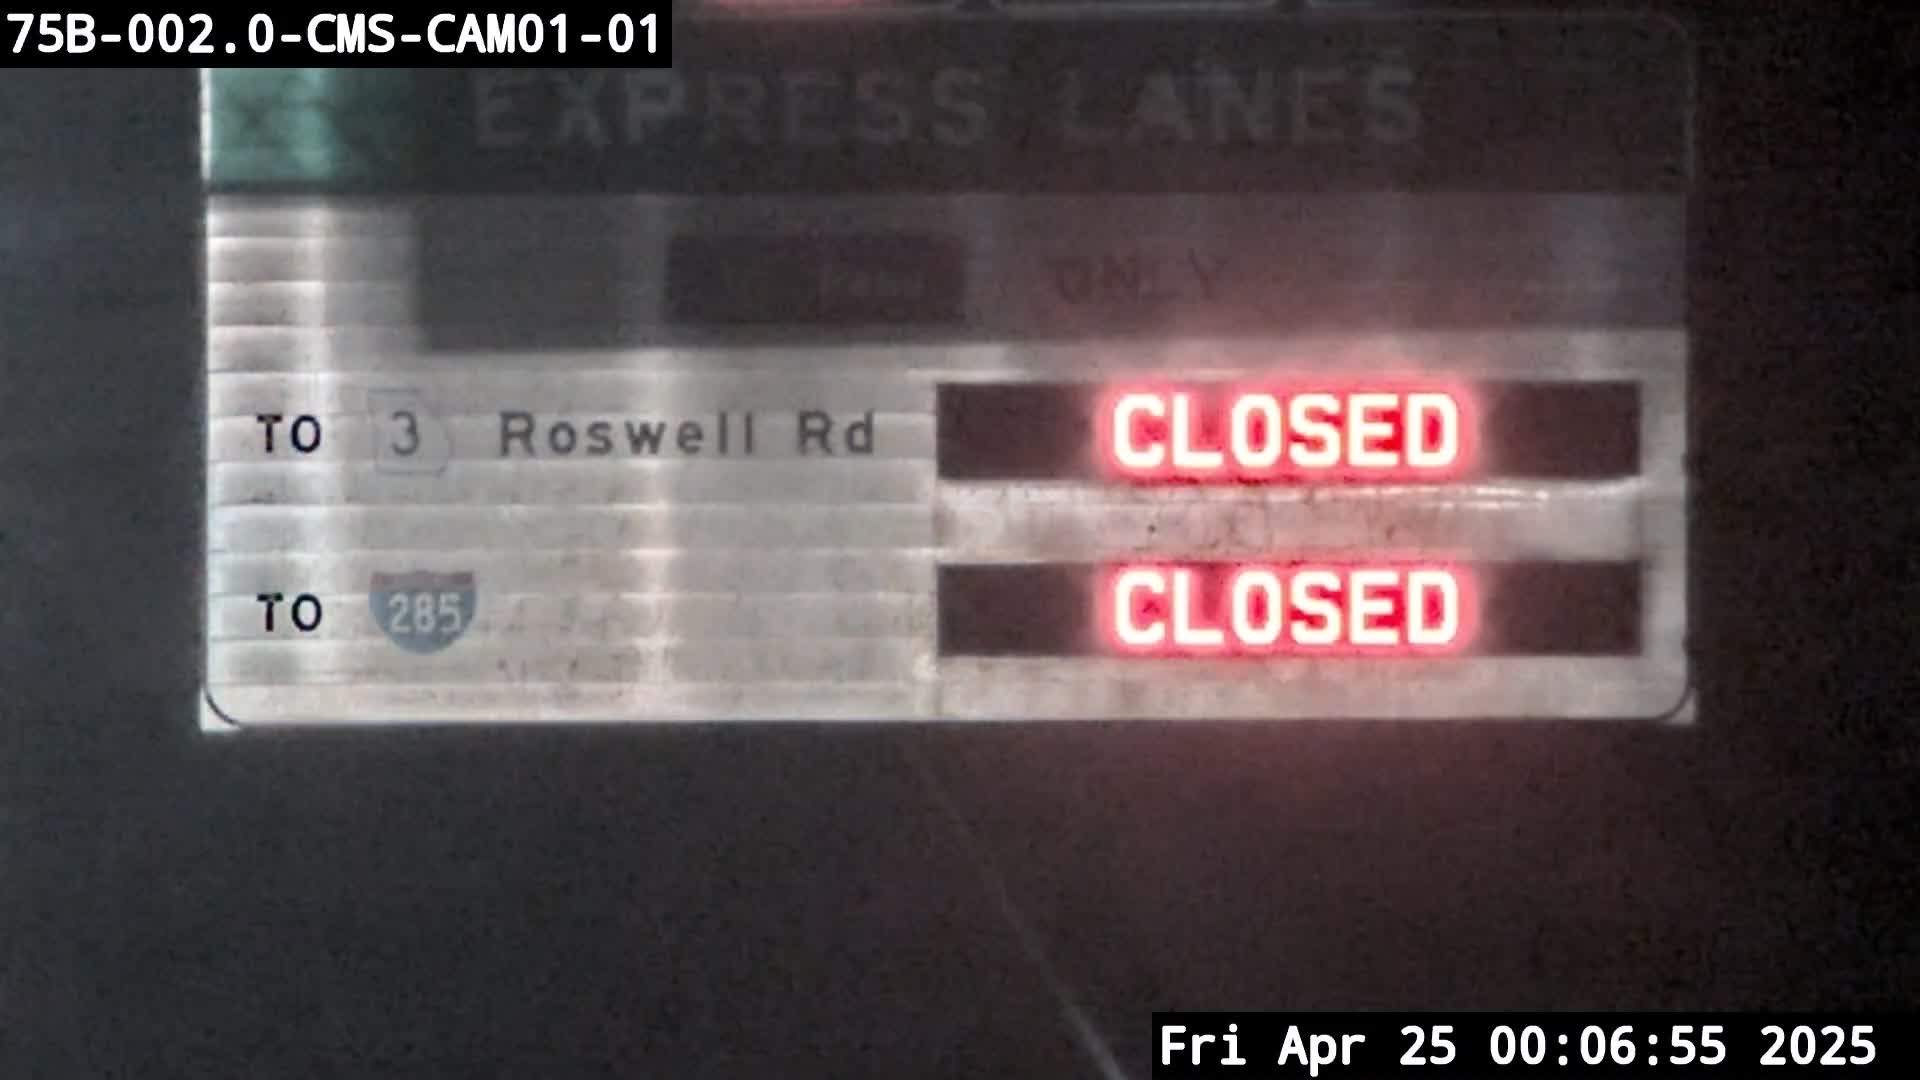 75B-002.0-CMS-CAM01-01
EXPRESS LANES
ONLY
TO 3 Roswell Rd CLOSED
TO 285 CLOSED
Fri Apr 25 00:06:55 2025